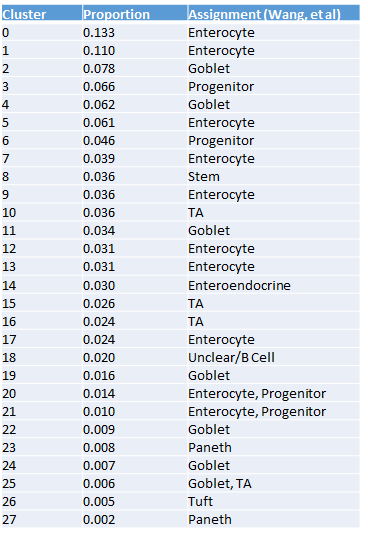 Cluster Proportion Assignment (Wang, et al)
0 0.133 Enterocyte
1 0.110 Enterocyte
2 0.078 Goblet
3 0.066 Progenitor
4 0.062 Goblet
5 0.061 Enterocyte
6 0.046 Progenitor
7 0.039 Enterocyte
8 0.036 Stem
9 0.036 Enterocyte
10 0.036 TA
11 0.034 Goblet
12 0.031 Enterocyte
13 0.031 Enterocyte
14 0.030 Enteroendocrine
15 0.026 TA
16 0.024 TA
17 0.024 Enterocyte
18 0.020 Unclear/B Cell
19 0.016 Goblet
20 0.014 Enterocyte, Progenitor
21 0.010 Enterocyte, Progenitor
22 0.009 Goblet
23 0.008 Paneth
24 0.007 Goblet
25 0.006 Goblet, TA
26 0.005 Tuft
27 0.002 Paneth